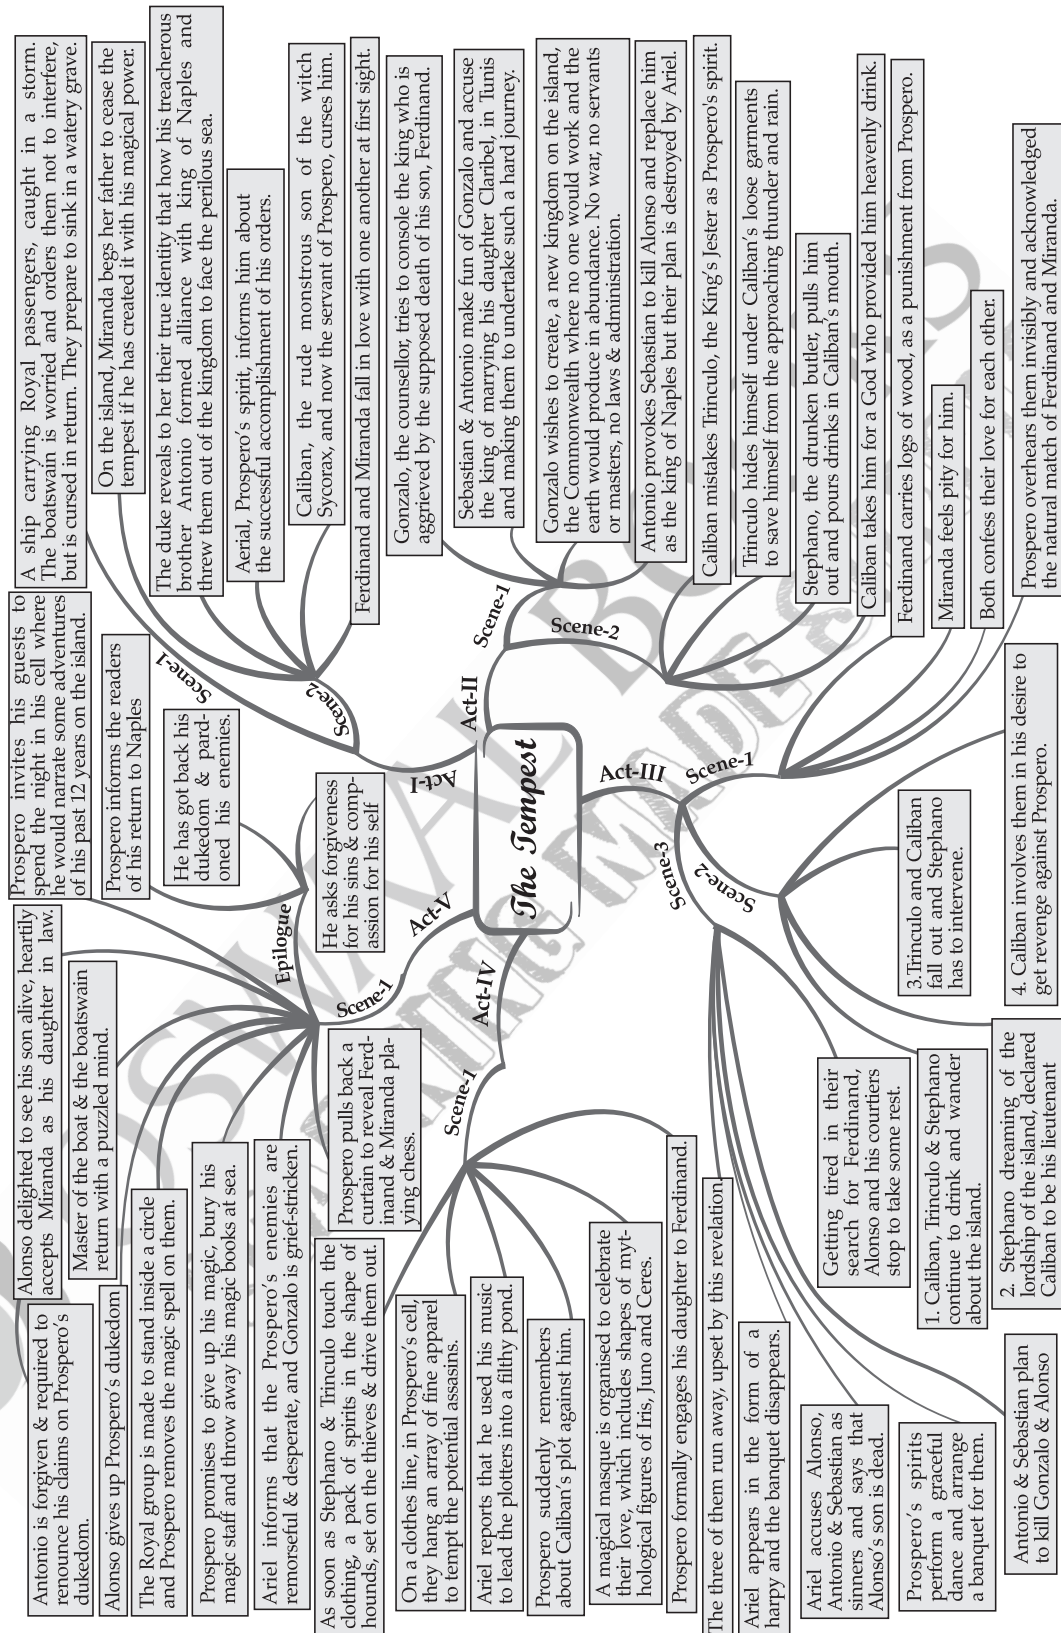 The Tempest
Act-I
Scene-1
A ship carrying Royal passengers, caught in a storm.
The boatswain is worried and orders them not to interfere,
but is cursed in return. They prepare to sink in a watery grave.
Scene-2
On the island, Miranda begs her father to cease the
tempest if he has created it with his magical power.
The duke reveals to her their true identity that how his treacherous
brother Antonio formed alliance with king of Naples and
threw them out of the kingdom to face the perilous sea.
Aerial, Prospero's spirit, informs him about
the successful accomplishment of his orders.
Caliban, the rude monstrous son of the witch
Sycorax, and now the servant of Prospero, curses him.
Ferdinand and Miranda fall in love with one another at first sight.
Act-II
Scene-1
Gonzalo, the counsellor, tries to console the king who is
aggrieved by the supposed death of his son, Ferdinand.
Sebastian & Antonio make fun of Gonzalo and accuse
the king of marrying his daughter Claribel, in Tunis
and making them to undertake such a hard journey.
Gonzalo wishes to create, a new kingdom on the island,
the Commonwealth where no one would work and the
earth would produce in abundance. No war, no servants
or masters, no laws & administration.
Antonio provokes Sebastian to kill Alonso and replace him
as the king of Naples but their plan is destroyed by Ariel.
Scene-2
Caliban mistakes Trinculo, the King's Jester as Prospero's spirit.
Trinculo hides himself under Caliban's loose garments
to save himself from the approaching thunder and rain.
Stephano, the drunken butler, pulls him
out and pours drinks in Caliban's mouth.
Caliban takes him for a God who provided him heavenly drink.
Act-III
Scene-1
Ferdinand carries logs of wood, as a punishment from Prospero.
Miranda feels pity for him.
Both confess their love for each other.
Prospero overhears them invisibly and acknowledged
the natural match of Ferdinand and Miranda.
Scene-2
1. Caliban, Trinculo & Stephano
continue to drink and wander
about the island.
2. Stephano dreaming of the
lordship of the island, declared
Caliban to be his lieutenant
3.Trinculo and Caliban
fall out and Stephano
has to intervene.
4. Caliban involves them in his desire to
get revenge against Prospero.
Scene-3
Getting tired in their
search for Ferdinand,
Alonso and his courtiers
stop to take some rest.
Antonio & Sebastian plan
to kill Gonzalo & Alonso
Prospero's spirits
perform a graceful
dance and arrange
a banquet for them.
Ariel accuses Alonso,
Antonio & Sebastian as
sinners and says that
Alonso's son is dead.
Ariel appears in the form of a
harpy and the banquet disappears.
The three of them run away, upset by this revelation.
Act-IV
Scene-1
Prospero formally engages his daughter to Ferdinand.
A magical masque is organised to celebrate
their love, which includes shapes of myt-
hological figures of Iris, Juno and Ceres.
Prospero suddenly remembers
about Caliban's plot against him.
Ariel reports that he used his music
to lead the plotters into a filthy pond.
On a clothes line, in Prospero's cell,
they hang an array of fine apparel
to tempt the potential assassins.
As soon as Stephano & Trinculo touch the
clothing, a pack of spirits in the shape of
hounds, set on the thieves & drive them out.
Act-V
Scene-1
Ariel informs that the Prospero's enemies are
remorseful & desperate, and Gonzalo is grief-stricken.
Prospero promises to give up his magic, bury his
magic staff and throw away his magic books at sea.
The Royal group is made to stand inside a circle
and Prospero removes the magic spell on them.
Alonso gives up Prospero's dukedom
Antonio is forgiven & required to
renounce his claims on Prospero's
dukedom.
Prospero pulls back a
curtain to reveal Ferd-
inand & Miranda pla-
ying chess.
Alonso delighted to see his son alive, heartily
accepts Miranda as his daughter in law.
Master of the boat & the boatswain
return with a puzzled mind.
Prospero invites his guests to
spend the night in his cell where
he would narrate some adventures
of his past 12 years on the island.
Epilogue
Prospero informs the readers
of his return to Naples
He has got back his
dukedom & pard-
oned his enemies.
He asks forgiveness
for his sins & comp-
assion for his self
OSWAAL BOOKS
LEARNING MADE SIMPLE